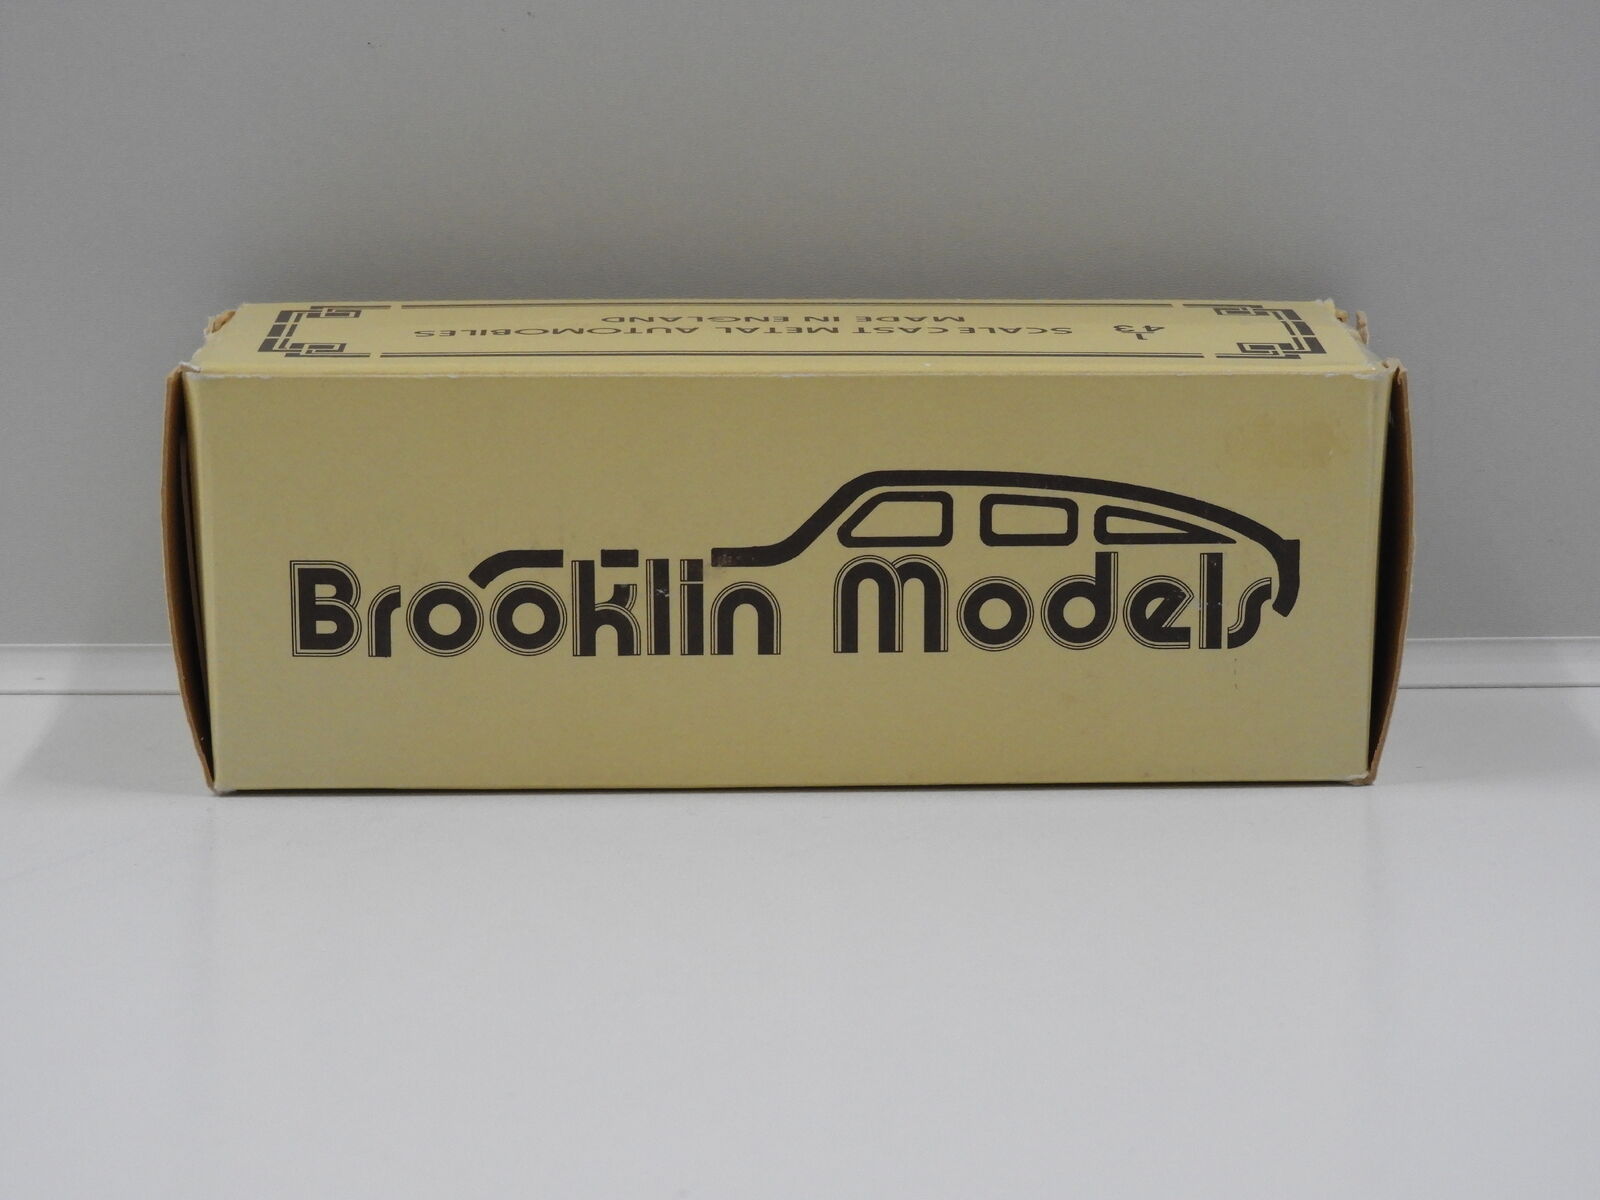 1/43 SCALE CAST METAL AUTOMOBILES
MADE IN ENGLAND
Brooklin Models